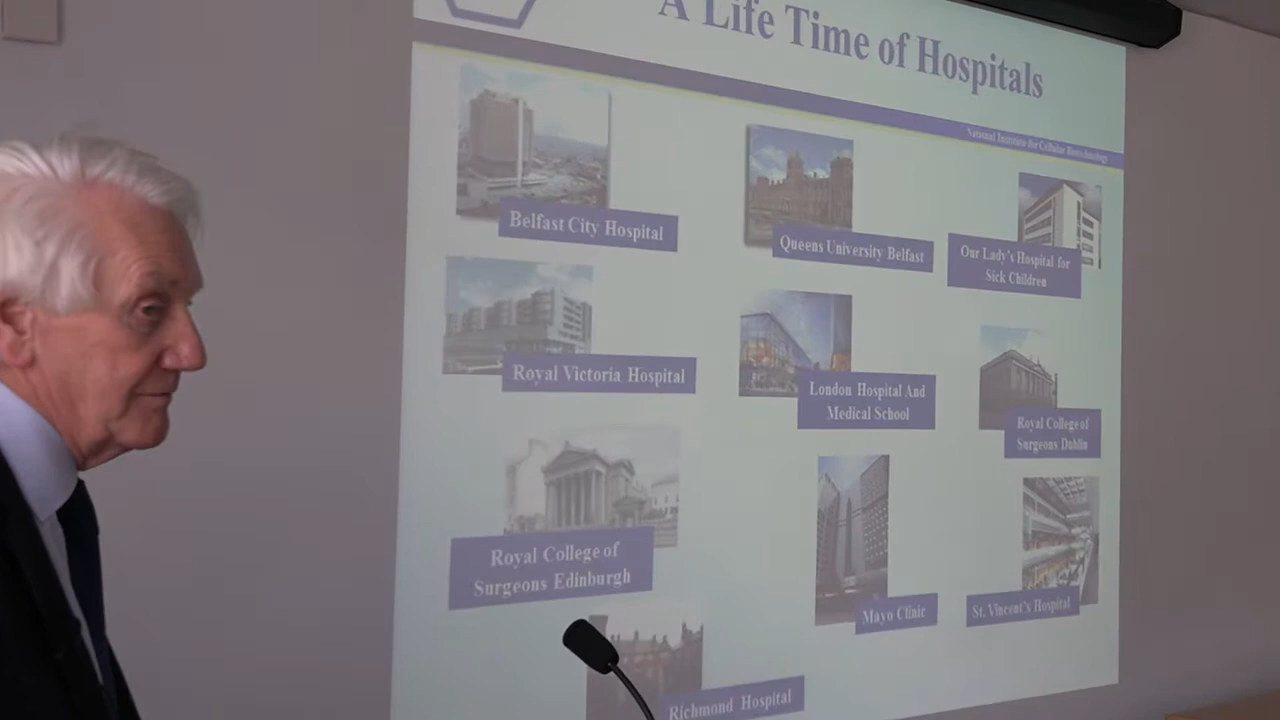 A Life Time of Hospitals
National Institute for Cellular Biotechnology
Belfast City Hospital
Queens University Belfast
Our Lady's Hospital for
Sick Children
Royal Victoria Hospital
London Hospital And
Medical School
Royal College of
Surgeons Dublin
Royal College of
Surgeons Edinburgh
Mayo Clinic
St. Vincent's Hospital
Richmond Hospital